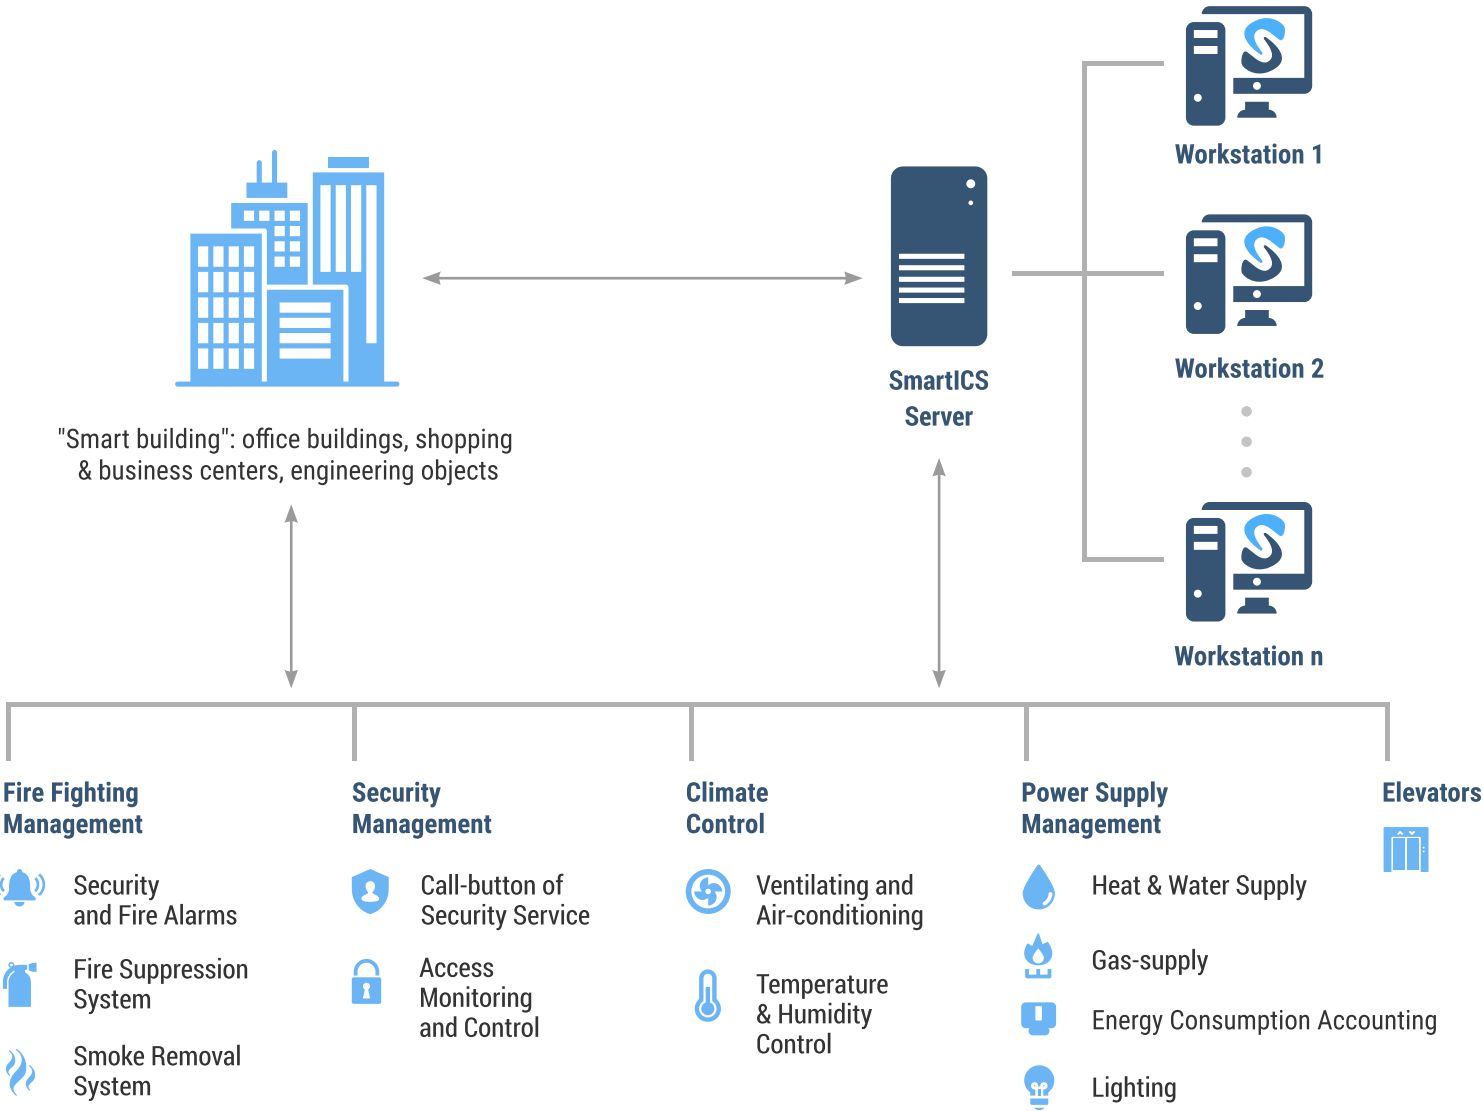 Workstation 1
Workstation 2
Workstation n
SmartICS
Server
"Smart building": office buildings, shopping
& business centers, engineering objects
Fire Fighting
Management
Security
and Fire Alarms
Fire Suppression
System
Smoke Removal
System
Security
Management
Call-button of
Security Service
Access
Monitoring
and Control
Climate
Control
Ventilating and
Air-conditioning
Temperature
& Humidity
Control
Power Supply
Management
Heat & Water Supply
Gas-supply
Energy Consumption Accounting
Lighting
Elevators